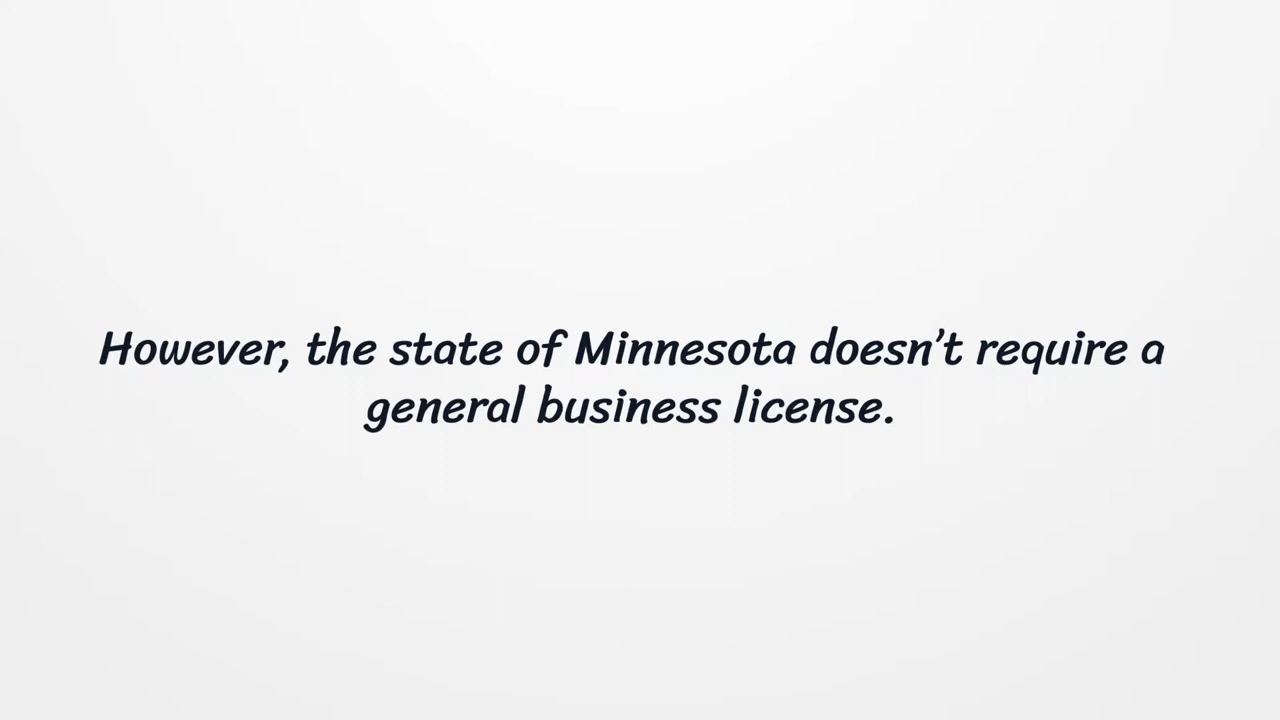 However, the state of Minnesota doesn’t require a
general business license.